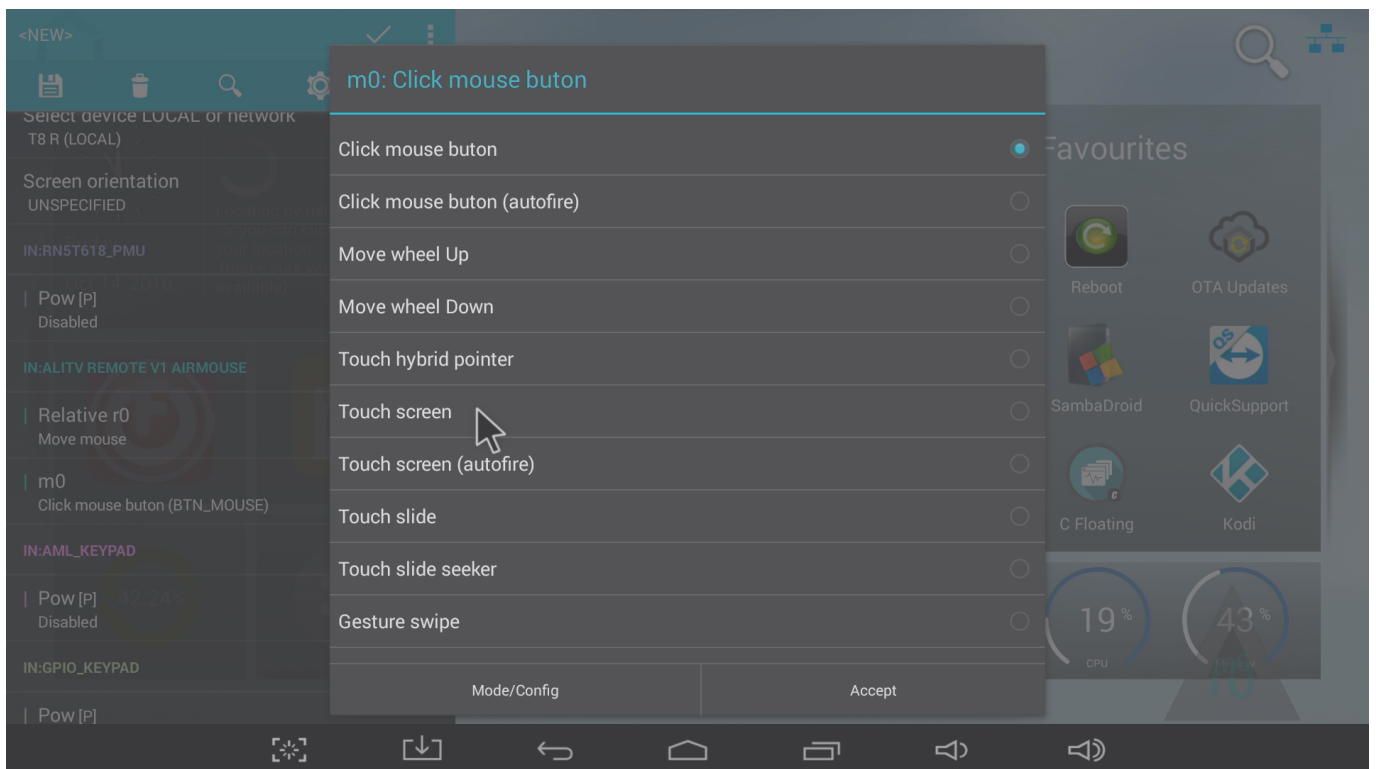 <NEW>
m0: Click mouse buton
Click mouse buton
Click mouse buton (autofire)
Move wheel Up
Move wheel Down
Touch hybrid pointer
Touch screen
Touch screen (autofire)
Touch slide
Touch slide seeker
Gesture swipe
Mode/Config
Accept
Select device LOCAL or network
T8 R (LOCAL)
Screen orientation
UNSPECIFIED
IN:RN5T618_PMU
Pow [P]
Disabled
IN:ALITV REMOTE V1 AIRMOUSE
Relative r0
Move mouse
m0
Click mouse buton (BTN_MOUSE)
IN:AML_KEYPAD
Pow [P]
Disabled
42.24%
IN:GPIO_KEYPAD
Pow [P]
Favourites
Reboot
OTA Updates
SambaDroid
QuickSupport
QS
C Floating
Kodi
19 %
CPU
43 %